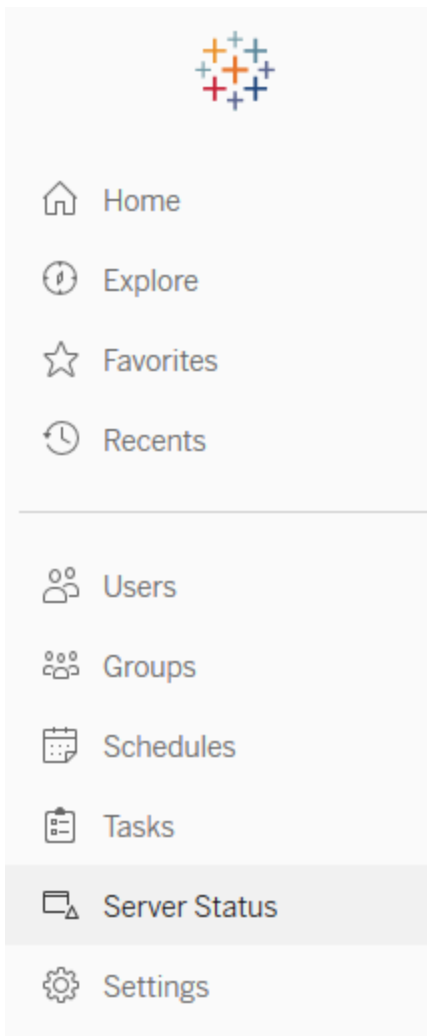 Home
Explore
Favorites
Recents
Users
Groups
Schedules
Tasks
Server Status
Settings